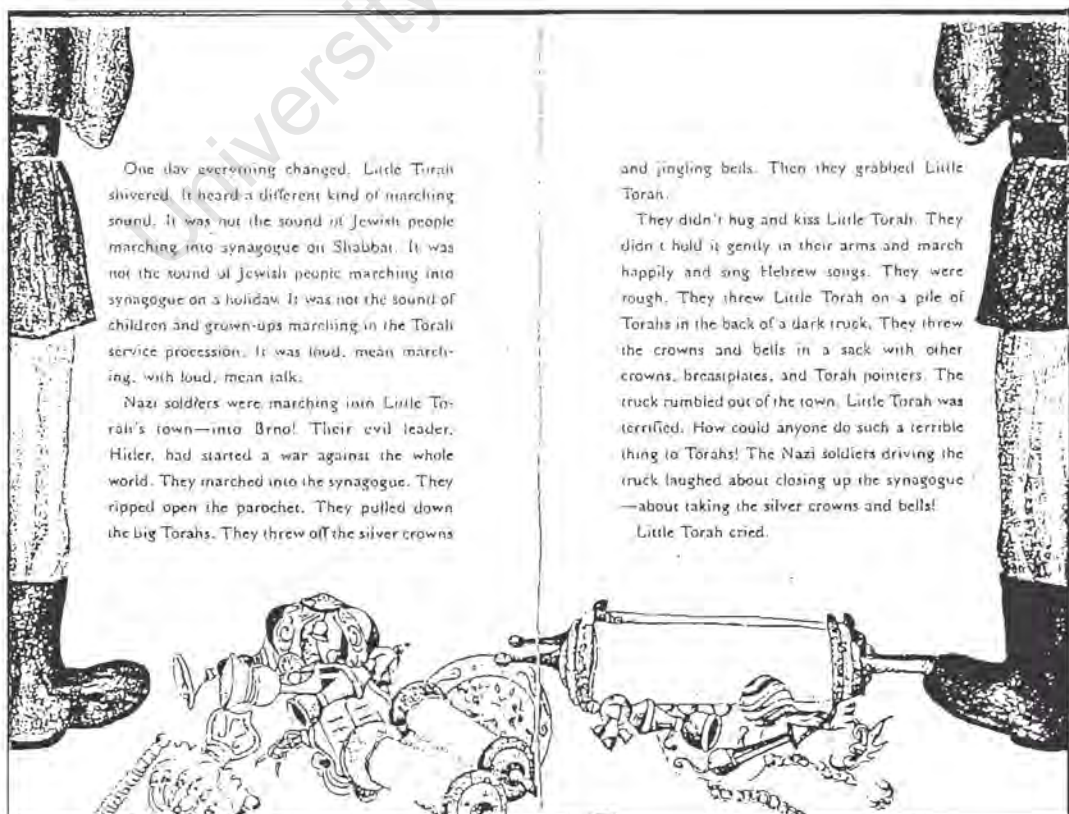 University
One day everything changed. Little Torah
shivered. It heard a different kind of marching
sound. It was not the sound of Jewish people
marching into synagogue on Shabbat. It was
not the sound of Jewish people marching into
synagogue on a holiday. It was not the sound of
children and grown-ups marching in the Torah
service procession. It was loud, mean march-
ing, with loud, mean talk.
Nazi soldiers were marching into Little To-
rah's town—into Brno! Their evil leader,
Hitler, had started a war against the whole
world. They marched into the synagogue. They
ripped open the parochet. They pulled down
the big Torahs. They threw off the silver crowns
and jingling bells. Then they grabbed Little
Torah.
They didn't hug and kiss Little Torah. They
didn't hold it gently in their arms and march
happily and sing Hebrew songs. They were
rough. They threw Little Torah on a pile of
Torahs in the back of a dark truck. They threw
the crowns and bells in a sack with other
crowns, breastplates, and Torah pointers. The
truck rumbled out of the town. Little Torah was
terrified. How could anyone do such a terrible
thing to Torahs! The Nazi soldiers driving the
truck laughed about closing up the synagogue
—about taking the silver crowns and bells!
Little Torah cried.